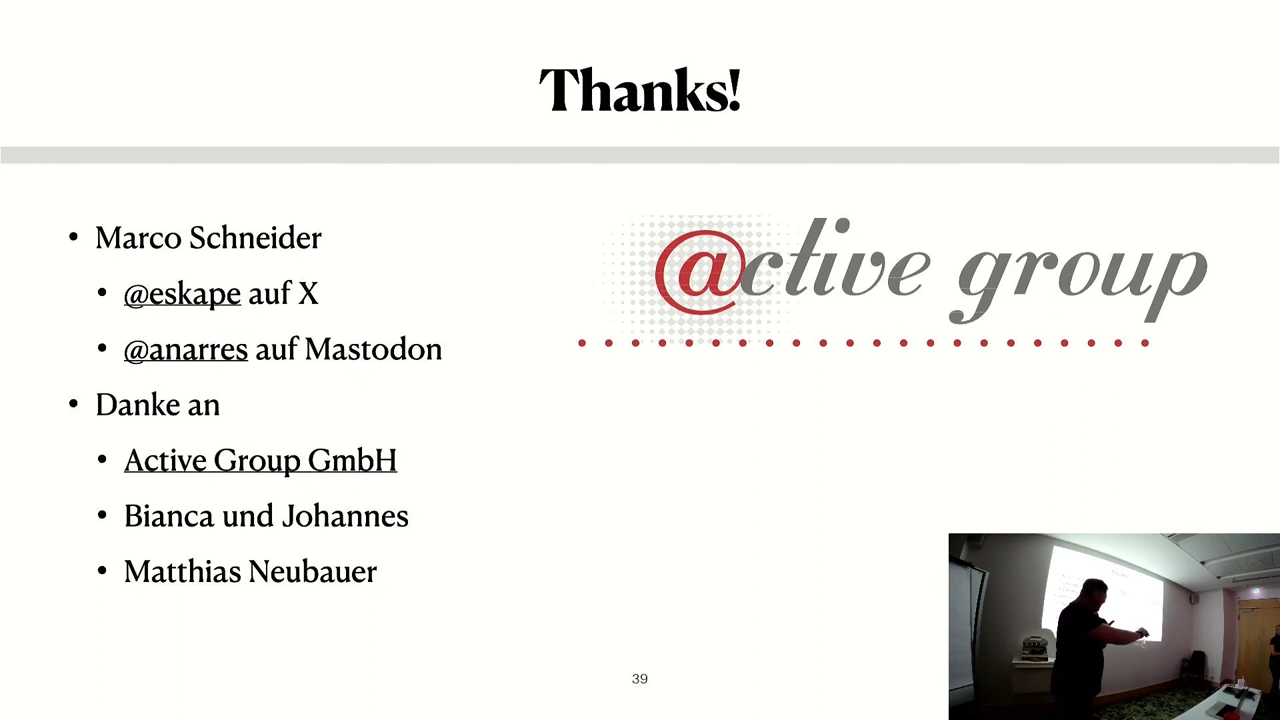 Thanks!
Marco Schneider
@eskape auf X
@anarres auf Mastodon
Danke an
Active Group GmbH
Bianca und Johannes
Matthias Neubauer
@ctive group
39